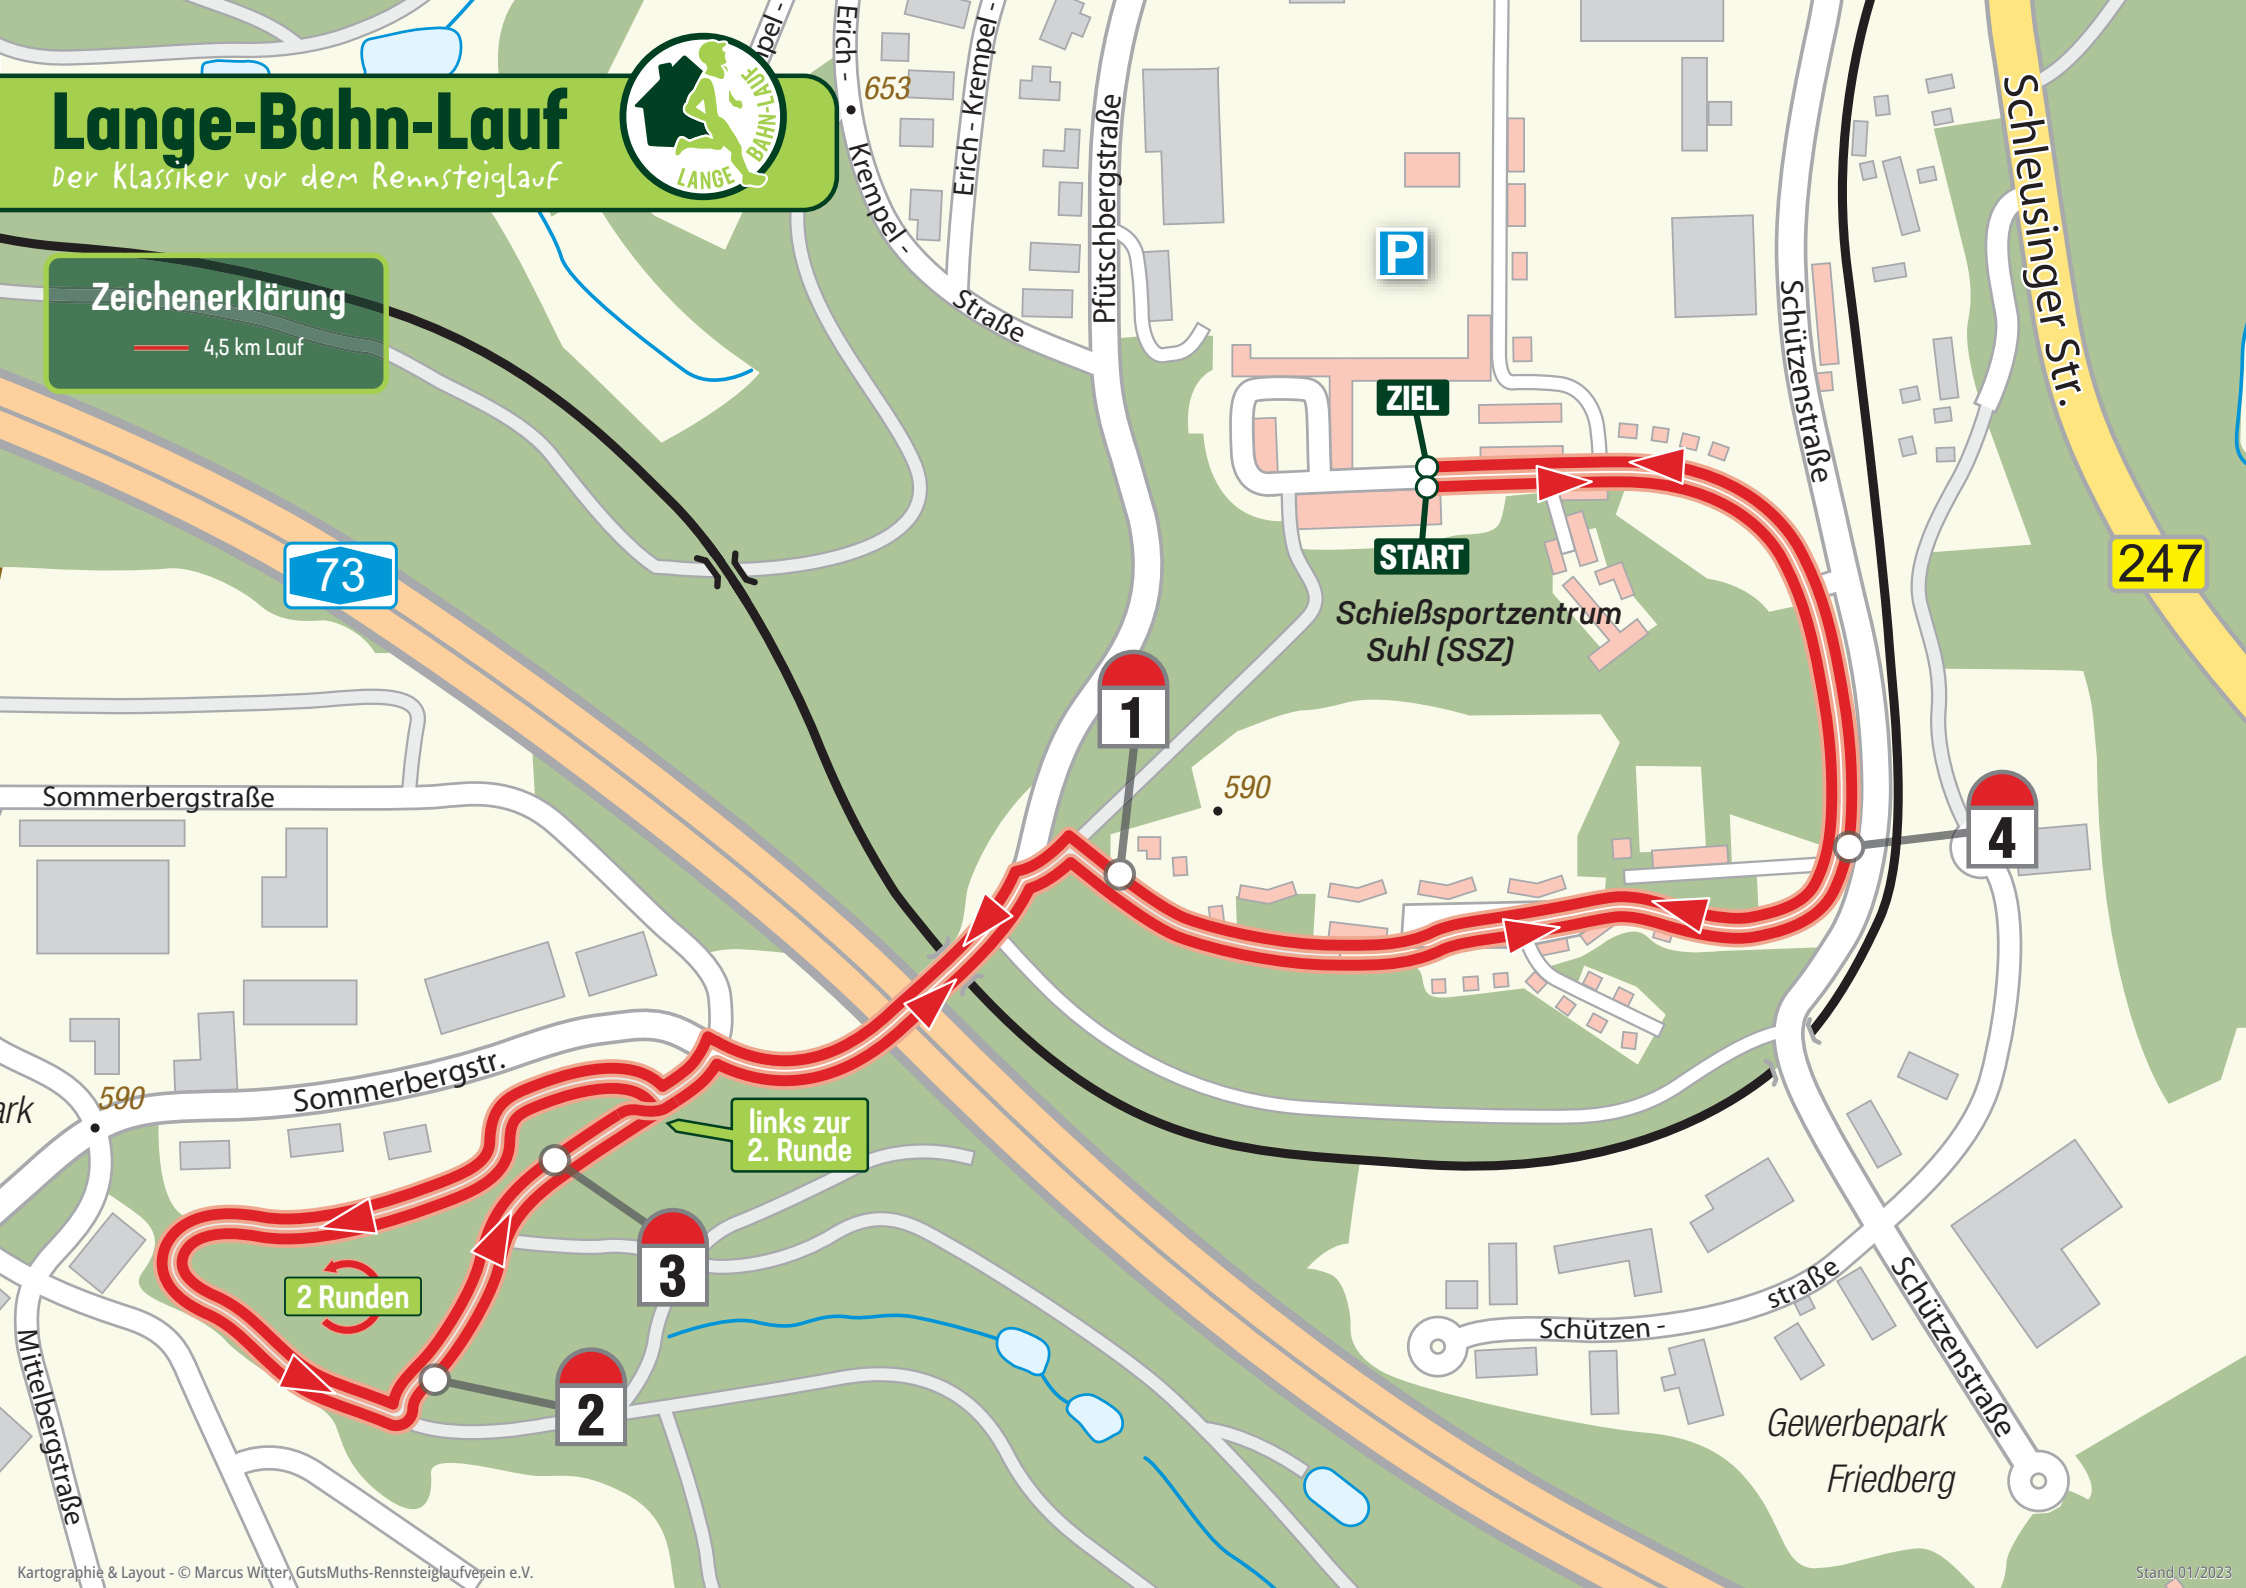 Lange-Bahn-Lauf
Der Klassiker vor dem Rennsteiglauf
LANGE
BAHN-LAUF
Zeichenerklärung
4,5 km Lauf
pel -
Erich -
Krempel -
Straße
653
Erich - Krempel -
Pfütschbergstraße
P
Schützenstraße
Schleusinger Str.
247
73
ZIEL
START
Schießsportzentrum
Suhl (SSZ)
1
590
4
Sommerbergstraße
Sommerbergstr.
590
ark
links zur
2. Runde
3
2 Runden
2
Mittelbergstraße
Schützen -
straße
Schützenstraße
Gewerbepark
Friedberg
Kartographie & Layout - © Marcus Witter, GutsMuths-Rennsteiglaufverein e.V.
Stand 01/2023